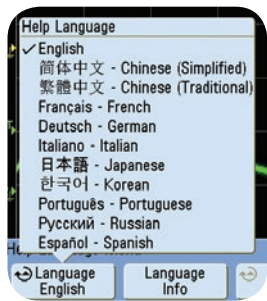 Help Language
✓ English
简体中文 - Chinese (Simplified)
繁體中文 - Chinese (Traditional)
Français - French
Deutsch - German
Italiano - Italian
日本語 - Japanese
한국어 - Korean
Português - Portuguese
Русский - Russian
Español - Spanish
Language
English
Language
Info